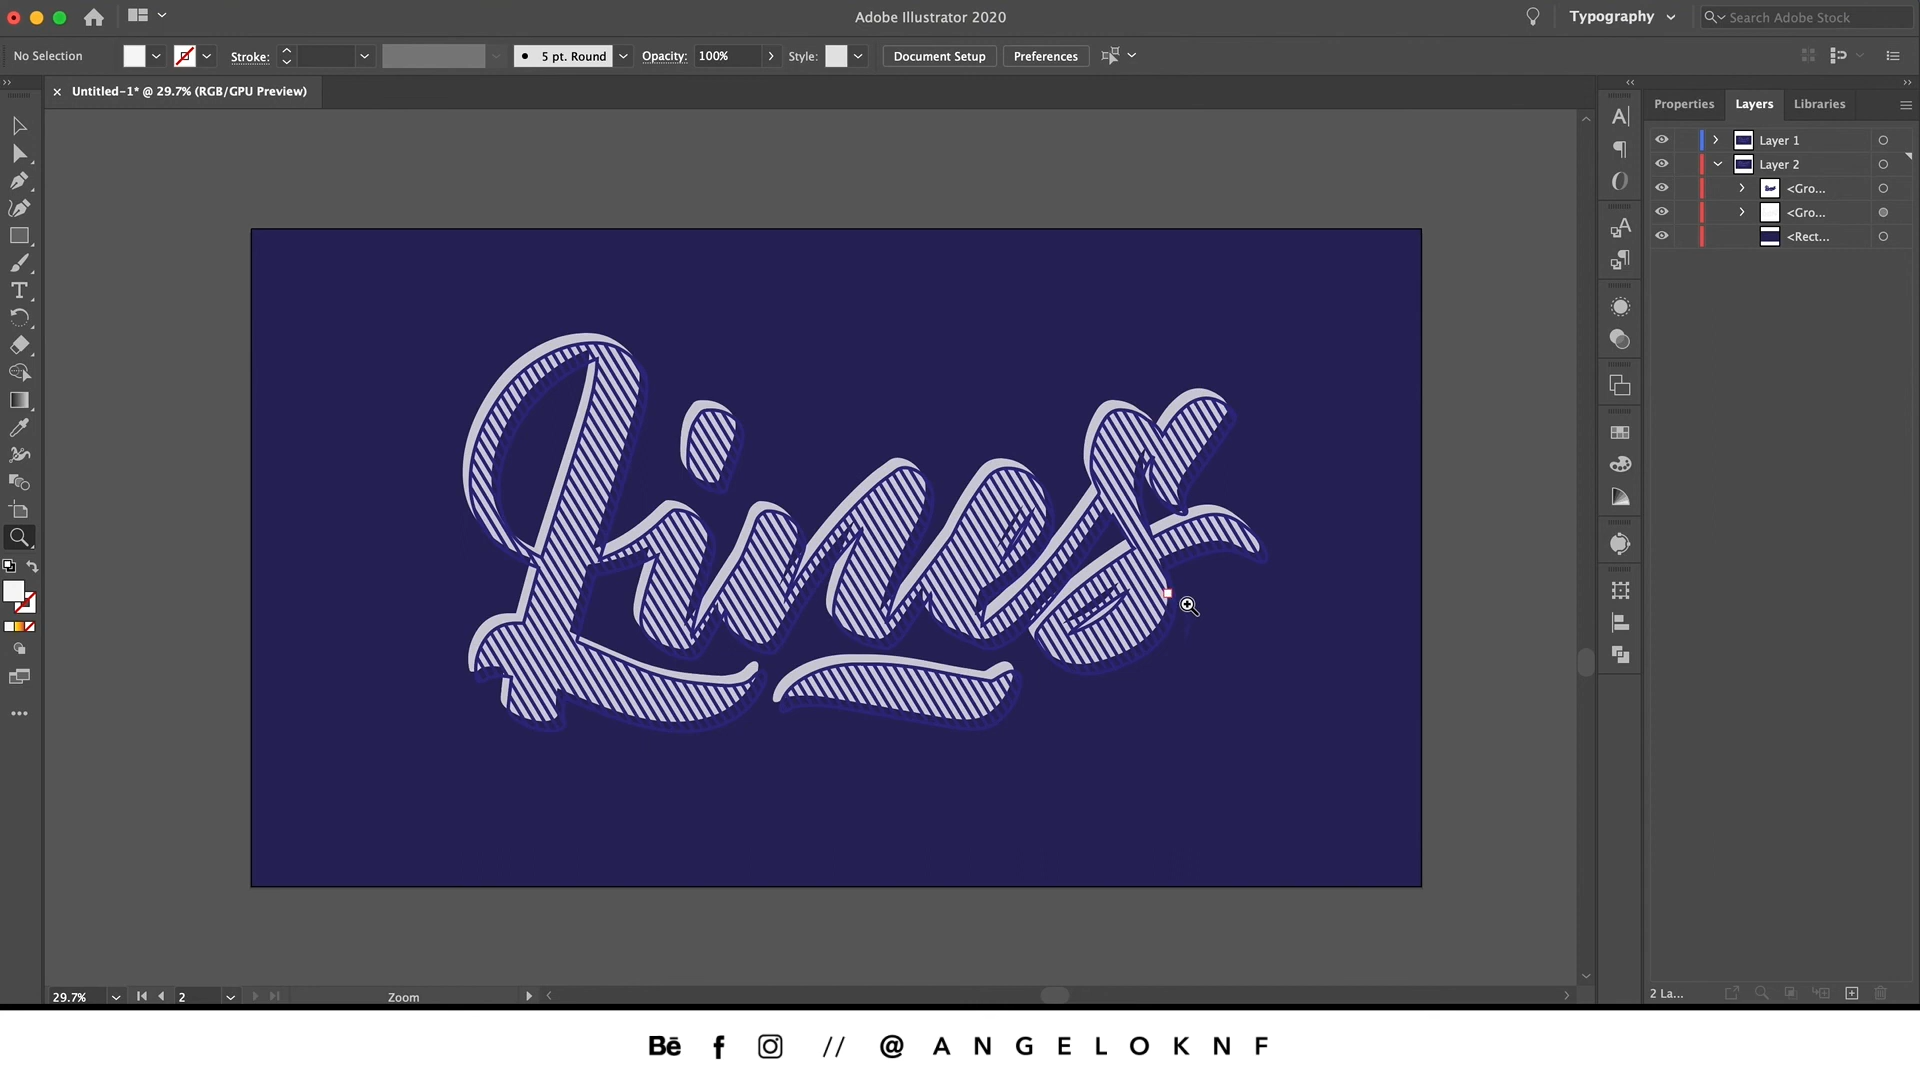 Adobe Illustrator 2020
Typography
Search Adobe Stock
No Selection
Stroke:
5 pt. Round
Opacity:
100%
Style:
Document Setup
Preferences
× Untitled-1* @ 29.7% (RGB/GPU Preview)
Properties
Layers
Libraries
Layer 1
Layer 2
<Gro...
<Gro...
<Rect...
Lines
29.7%
2
Zoom
2 La...
Bē // @ANGELOKNF